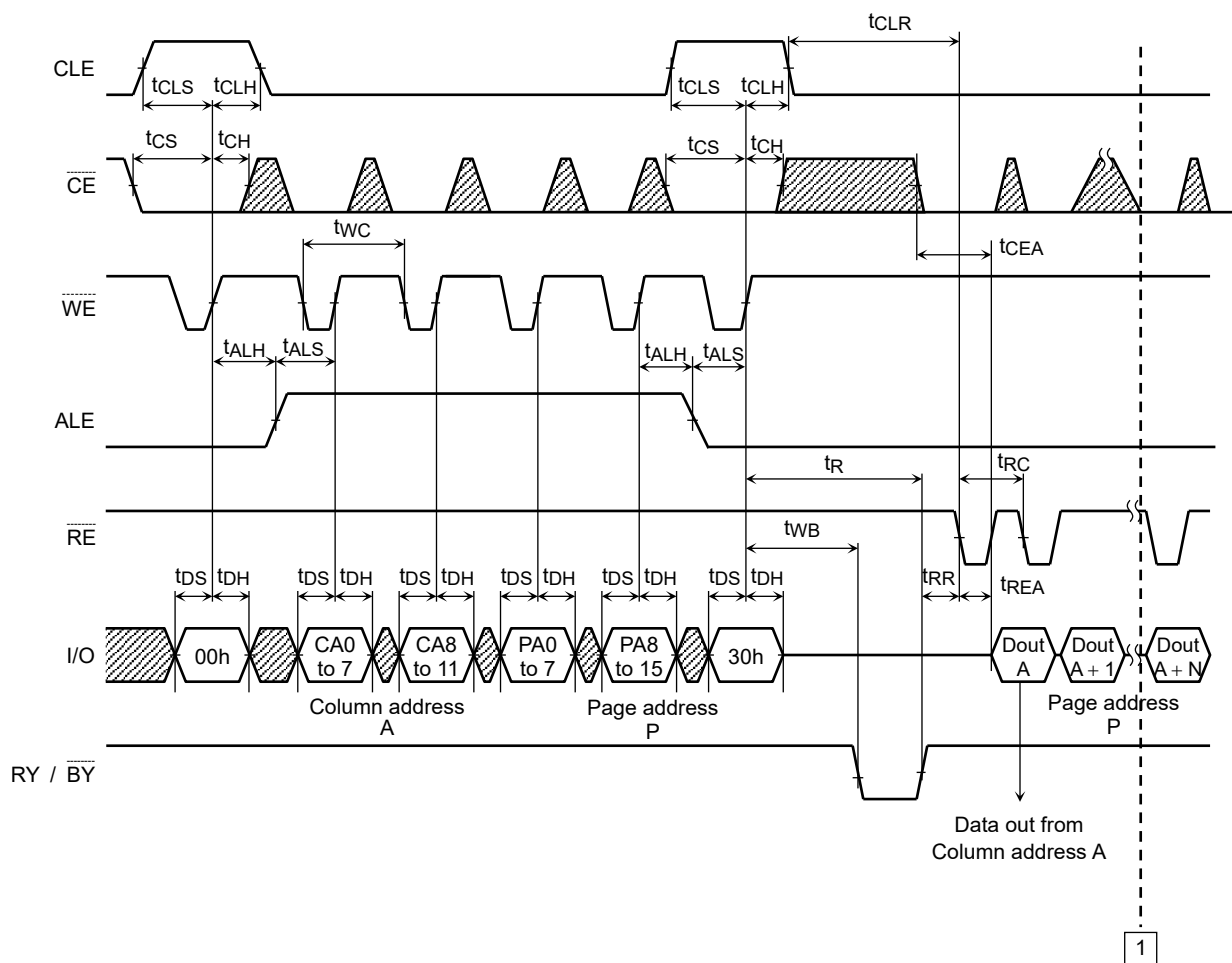 tCLR
CLE
tCLS tCLH tCLS tCLH
tCS tCH tCS tCH
CE
tWC
tCEA
WE
tALH tALS tALH tALS
ALE
tR tRC
RE
tWB
tDS tDH tDS tDH tDS tDH tDS tDH tDS tDH tDS tDH tRR tREA
I/O
00h
CA0
to 7
CA8
to 11
PA0
to 7
PA8
to 15
30h
Dout
A
Dout
A + 1
Dout
A + N
Column address
A
Page address
P
Page address
P
RY / BY
Data out from
Column address A
1